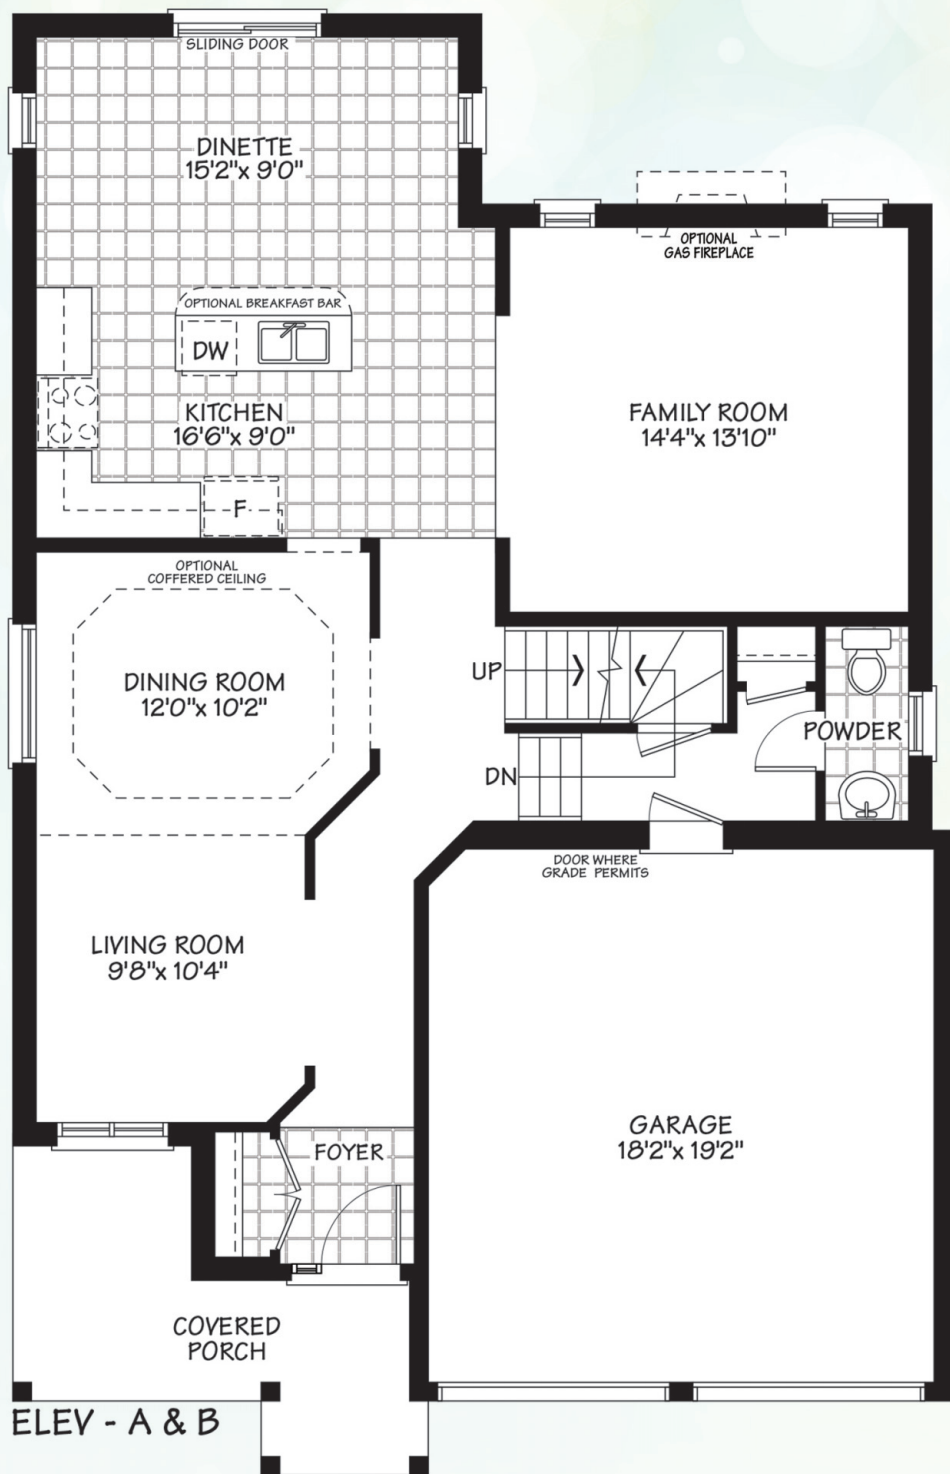 SLIDING DOOR
DINETTE
15'2"x 9'0"
OPTIONAL
GAS FIREPLACE
OPTIONAL BREAKFAST BAR
DW
KITCHEN
16'6"x 9'0"
FAMILY ROOM
14'4"x 13'10"
F
OPTIONAL
COFFERED CEILING
DINING ROOM
12'0"x 10'2"
UP
POWDER
DN
DOOR WHERE
GRADE PERMITS
LIVING ROOM
9'8"x 10'4"
GARAGE
18'2"x 19'2"
FOYER
COVERED
PORCH
ELEV - A & B